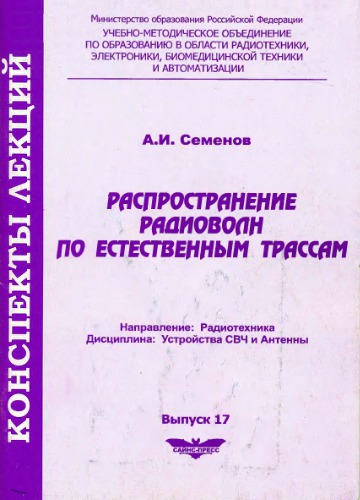 Министерство образования Российской Федерации
УЧЕБНО-МЕТОДИЧЕСКОЕ ОБЪЕДИНЕНИЕ
ПО ОБРАЗОВАНИЮ В ОБЛАСТИ РАДИОТЕХНИКИ,
ЭЛЕКТРОНИКИ, БИОМЕДИЦИНСКОЙ ТЕХНИКИ
И АВТОМАТИЗАЦИИ
КОНСПЕКТЫ ЛЕКЦИЙ
А.И. Семенов
РАСПРОСТРАНЕНИЕ
РАДИОВОЛН
ПО ЕСТЕСТВЕННЫМ ТРАССАМ
Направление: Радиотехника
Дисциплина: Устройства СВЧ и Антенны
Выпуск 17
САЙНС-ПРЕСС